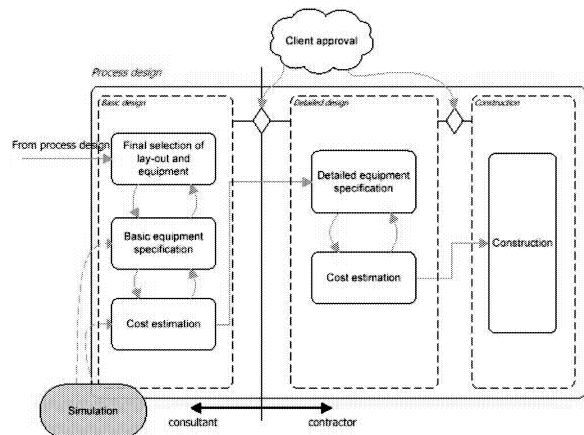 Client approval
Process design
Basic design
Detailed design
Construction
From process design
Final selection of
lay-out and
equipment
Detailed equipment
specification
Basic equipment
specification
Construction
Cost estimation
Cost estimation
Simulation
consultant
contractor